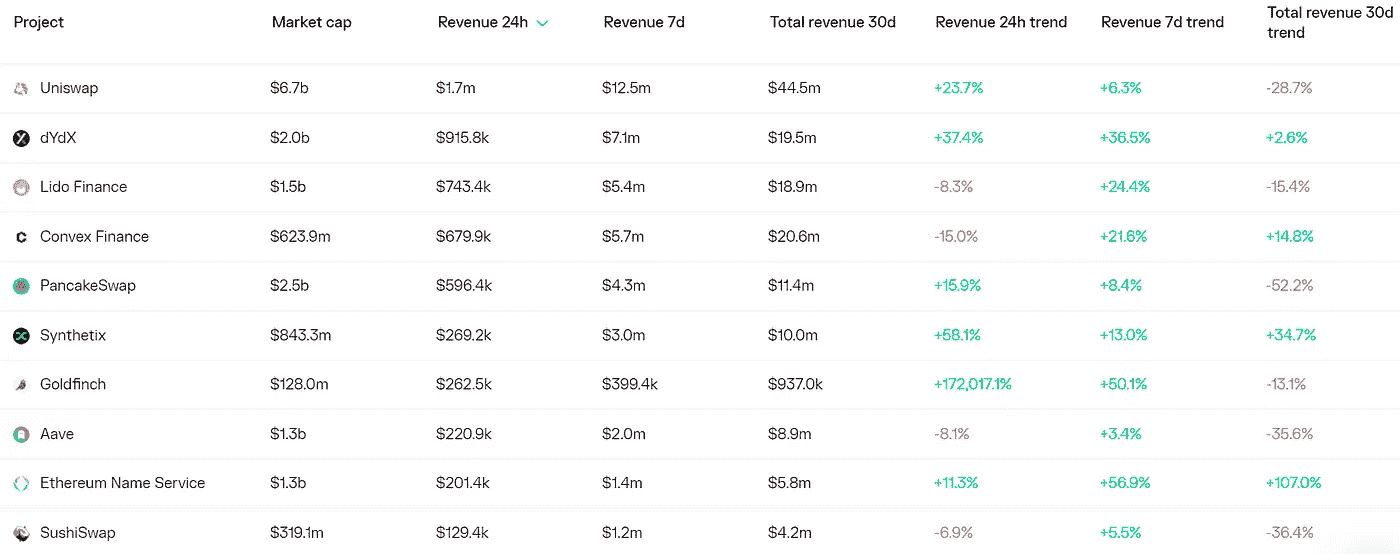 Project Market cap Revenue 24h Revenue 7d Total revenue 30d Revenue 24h trend Revenue 7d trend Total revenue 30d trend
Uniswap $6.7b $1.7m $12.5m $44.5m +23.7% +6.3% -28.7%
dYdX $2.0b $915.8k $7.1m $19.5m +37.4% +36.5% +2.6%
Lido Finance $1.5b $743.4k $5.4m $18.9m -8.3% +24.4% -15.4%
Convex Finance $623.9m $679.9k $5.7m $20.6m -15.0% +21.6% +14.8%
PancakeSwap $2.5b $596.4k $4.3m $11.4m +15.9% +8.4% -52.2%
Synthetix $843.3m $269.2k $3.0m $10.0m +58.1% +13.0% +34.7%
Goldfinch $128.0m $262.5k $399.4k $937.0k +172,017.1% +50.1% -13.1%
Aave $1.3b $220.9k $2.0m $8.9m -8.1% +3.4% -35.6%
Ethereum Name Service $1.3b $201.4k $1.4m $5.8m +11.3% +56.9% +107.0%
SushiSwap $319.1m $129.4k $1.2m $4.2m -6.9% +5.5% -36.4%